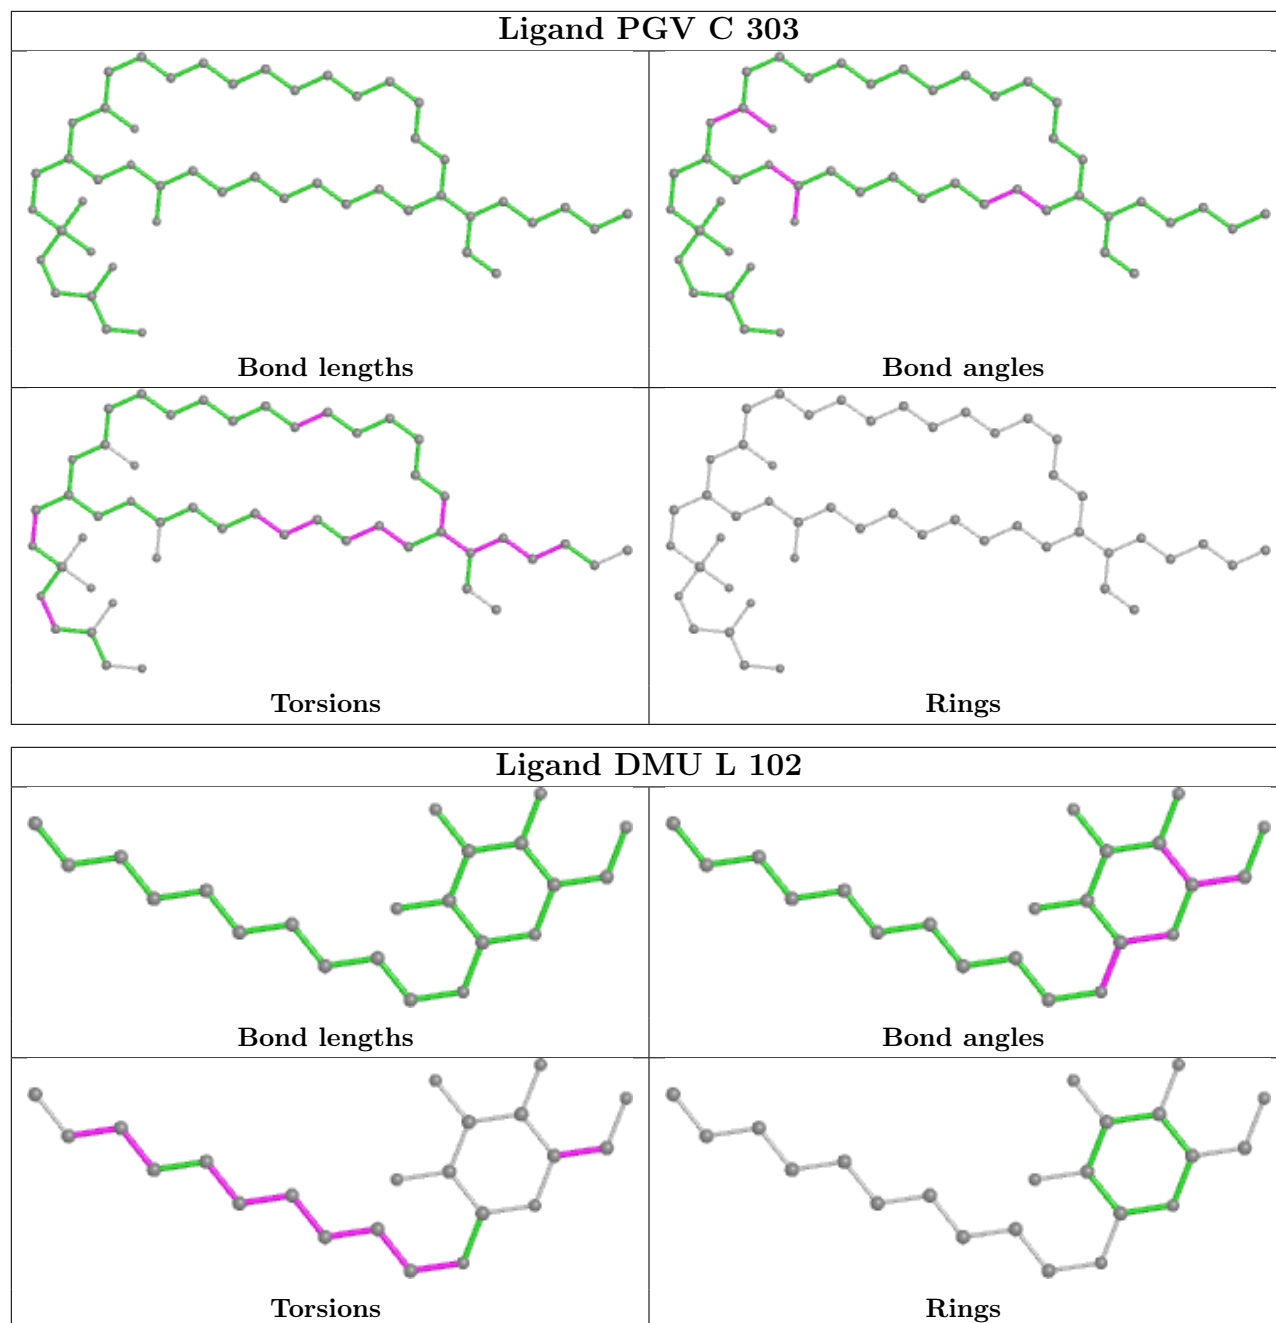 Ligand PGV C 303
Bond lengths
Bond angles
Torsions
Rings
Ligand DMU L 102
Bond lengths
Bond angles
Torsions
Rings